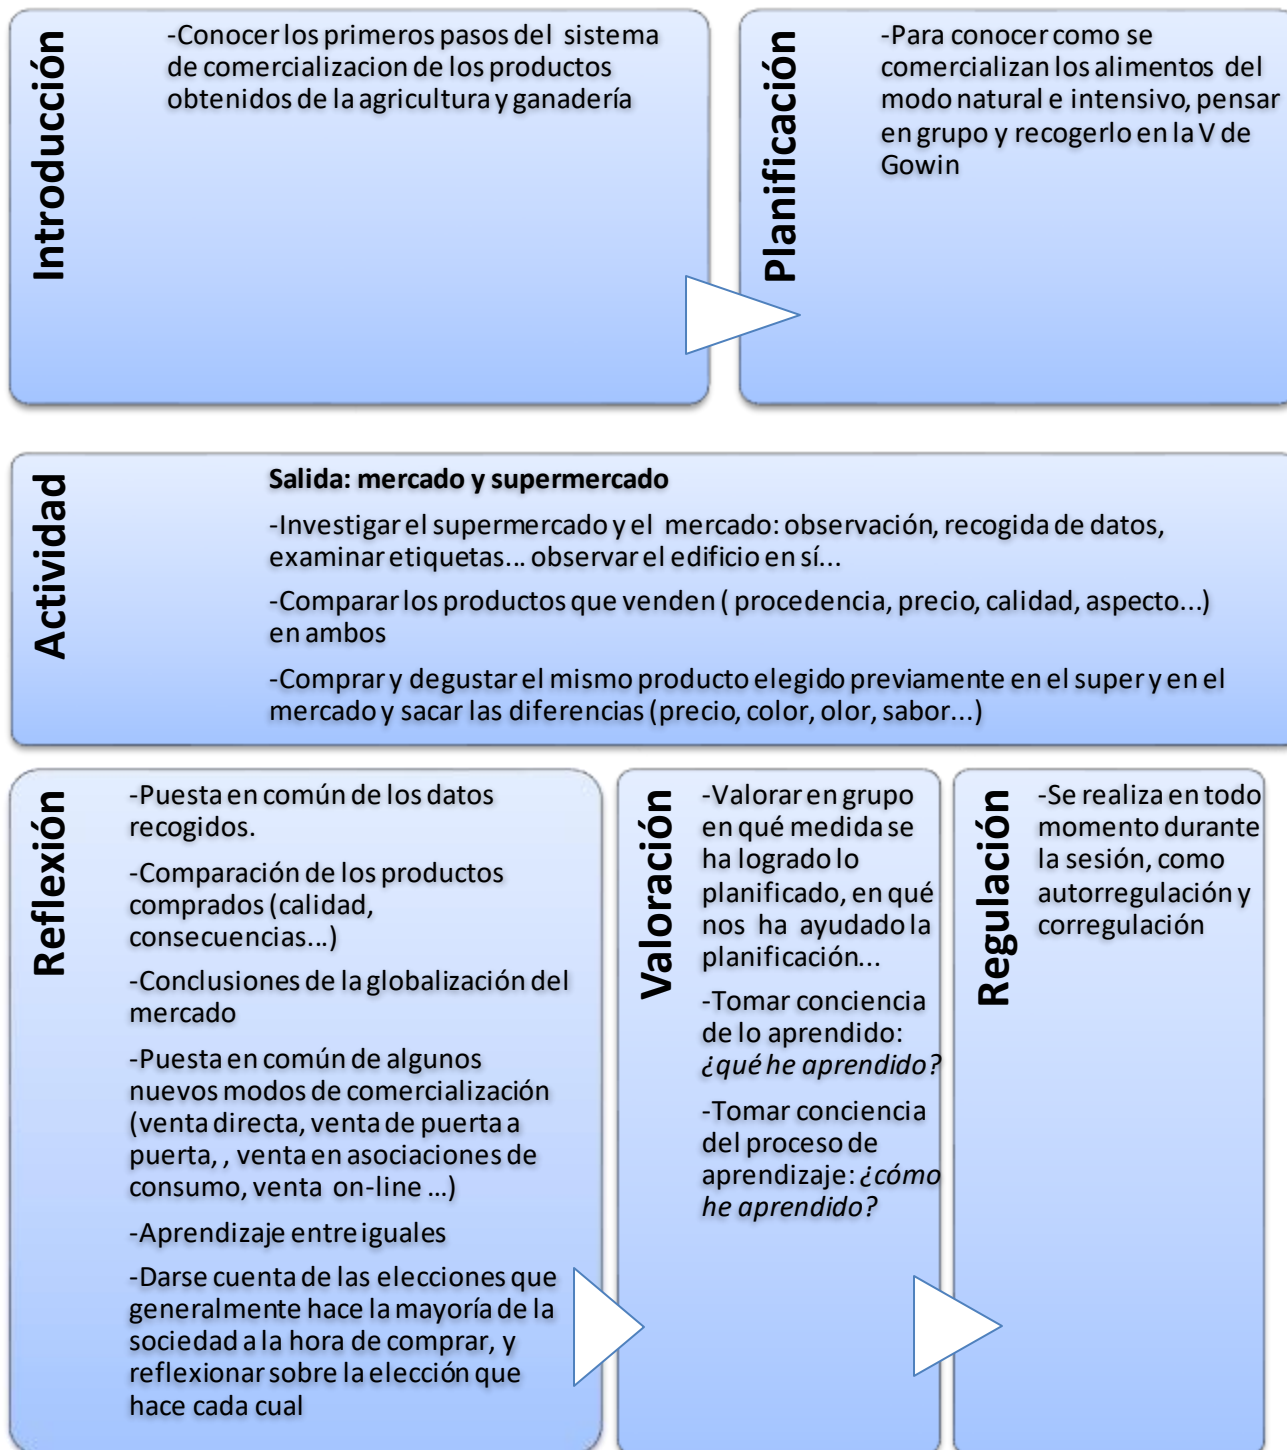 Introducción
-Conocer los primeros pasos del sistema
de comercializacion de los productos
obtenidos de la agricultura y ganadería
Planificación
-Para conocer como se
comercializan los alimentos del
modo natural e intensivo, pensar
en grupo y recogerlo en la V de
Gowin
Actividad
Salida: mercado y supermercado
-Investigar el supermercado y el mercado: observación, recogida de datos,
examinar etiquetas... observar el edificio en sí...
-Comparar los productos que venden ( procedencia, precio, calidad, aspecto...)
en ambos
-Comprar y degustar el mismo producto elegido previamente en el super y en el
mercado y sacar las diferencias (precio, color, olor, sabor...)
Reflexión
-Puesta en común de los datos
recogidos.
-Comparación de los productos
comprados (calidad,
consecuencias...)
-Conclusiones de la globalización del
mercado
-Puesta en común de algunos
nuevos modos de comercialización
(venta directa, venta de puerta a
puerta, , venta en asociaciones de
consumo, venta on-line ...)
-Aprendizaje entre iguales
-Darse cuenta de las elecciones que
generalmente hace la mayoría de la
sociedad a la hora de comprar, y
reflexionar sobre la elección que
hace cada cual
Valoración
-Valorar en grupo
en qué medida se
ha logrado lo
planificado, en qué
nos ha ayudado la
planificación...
-Tomar conciencia
de lo aprendido:
¿qué he aprendido?
-Tomar conciencia
del proceso de
aprendizaje: ¿cómo
he aprendido?
Regulación
-Se realiza en todo
momento durante
la sesión, como
autorregulación y
corregulación